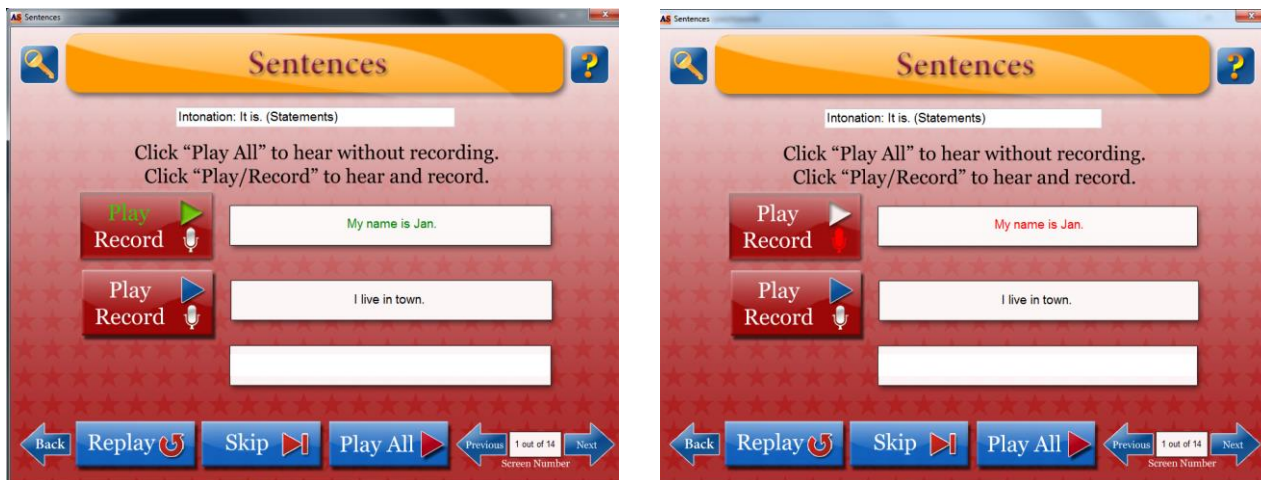 AS Sentences
Sentences
?
Intonation: It is. (Statements)
Click “Play All” to hear without recording.
Click “Play/Record” to hear and record.
Play
Record
My name is Jan.
Play
Record
I live in town.
Back
Replay
Skip
Play All
Previous
1 out of 14
Next
Screen Number
AS Sentences
Sentences
?
Intonation: It is. (Statements)
Click “Play All” to hear without recording.
Click “Play/Record” to hear and record.
Play
Record
My name is Jan.
Play
Record
I live in town.
Back
Replay
Skip
Play All
Previous
1 out of 14
Next
Screen Number